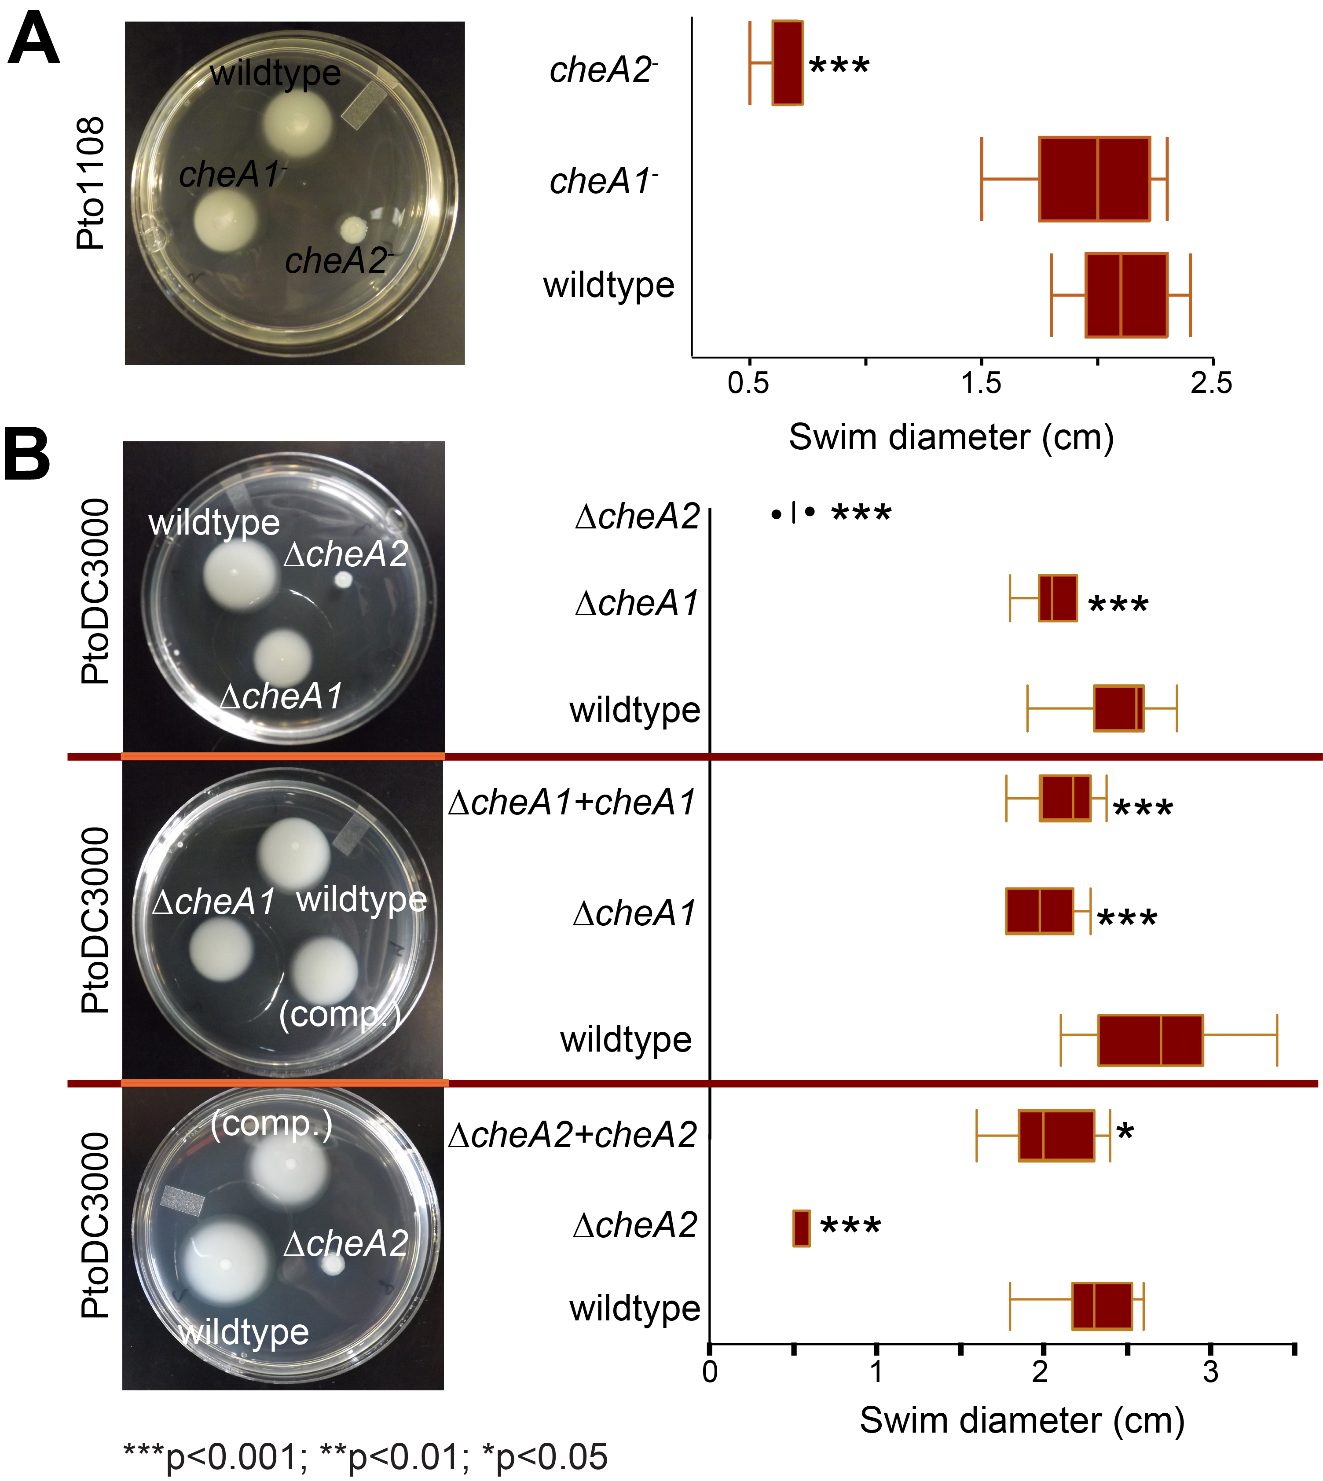 A
Pto1108
wildtype
cheA1-
cheA2-
cheA2-
***
cheA1-
wildtype
0.5
1.5
2.5
Swim diameter (cm)
B
PtoDC3000
wildtype
ΔcheA2
ΔcheA1
ΔcheA2
***
ΔcheA1
***
wildtype
PtoDC3000
ΔcheA1
wildtype
(comp.)
ΔcheA1+cheA1
***
ΔcheA1
***
wildtype
PtoDC3000
(comp.)
ΔcheA2
wildtype
ΔcheA2+cheA2
*
ΔcheA2
***
wildtype
0
1
2
3
Swim diameter (cm)
***p<0.001; **p<0.01; *p<0.05